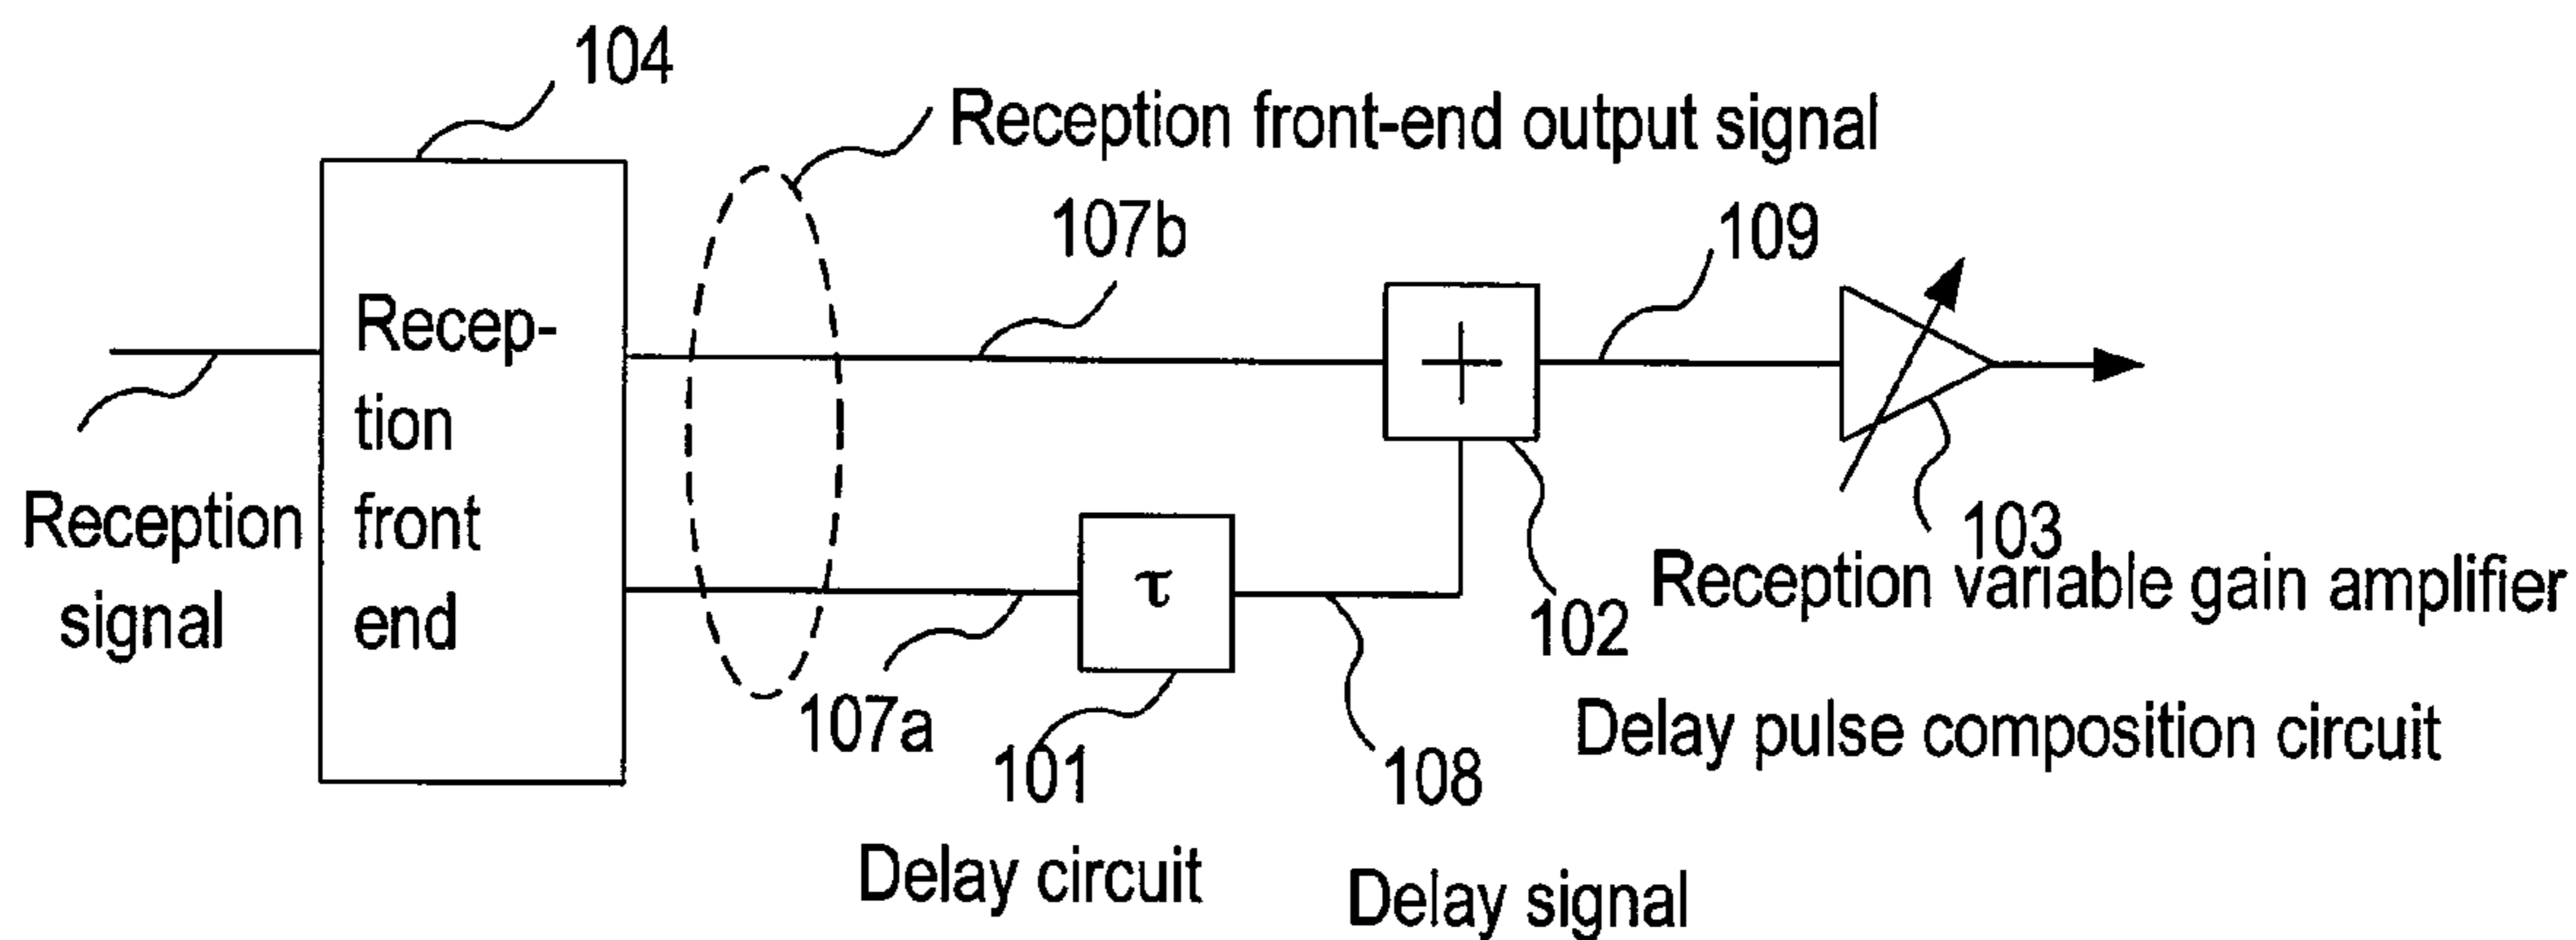 104
Reception front-end output signal
107b
109
Recep-
tion
front
end
Reception
signal
τ
103
Reception variable gain amplifier
102
107a
101
108
Delay pulse composition circuit
Delay circuit
Delay signal